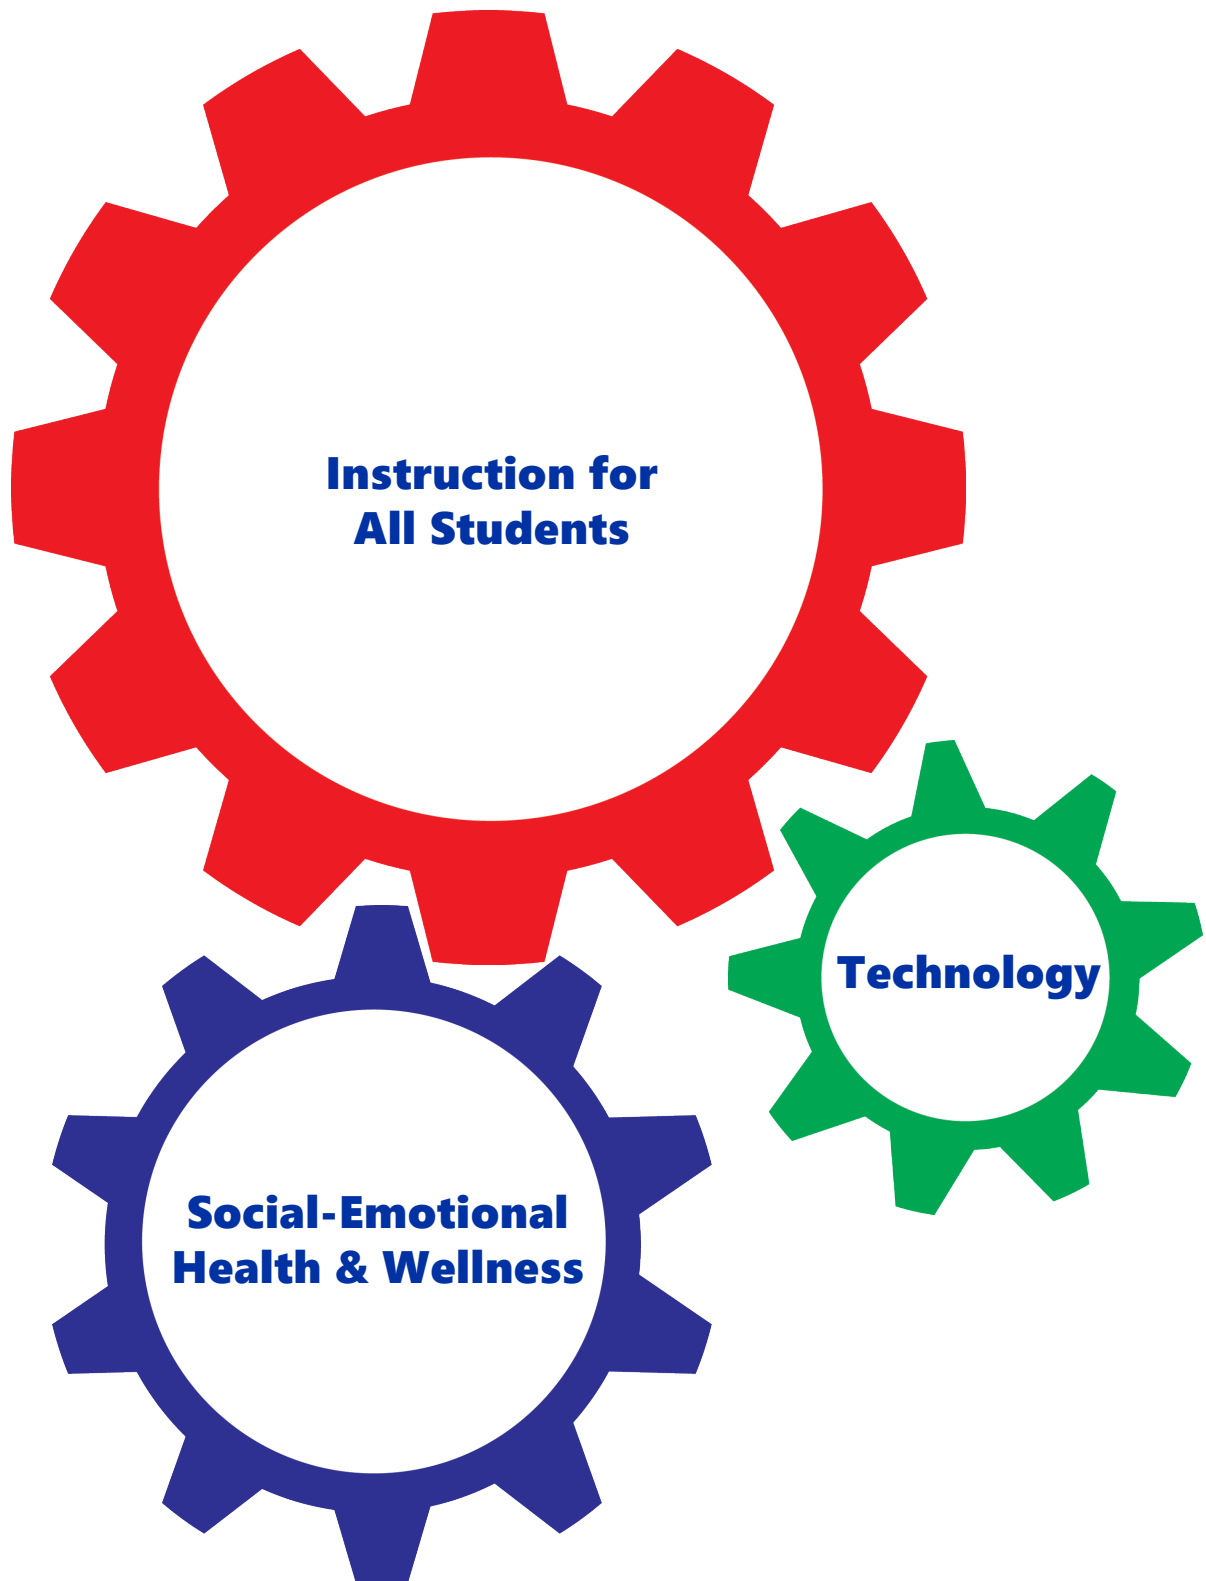 Instruction for
All Students
Technology
Social-Emotional
Health & Wellness